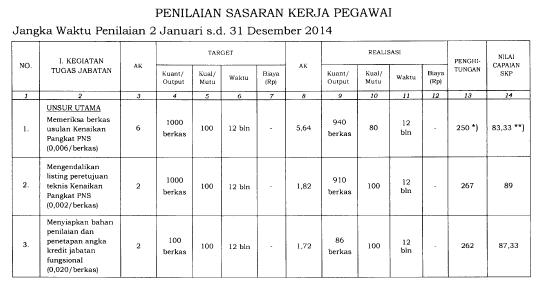 PENILAIAN SASARAN KERJA PEGAWAI
Jangka Waktu Penilaian 2 Januari s.d. 31 Desember 2014
NO. I. KEGIATAN TUGAS JABATAN AK TARGET AK REALISASI PENGHI- TUNGAN NILAI CAPAIAN SKP
Kuant/ Output Kual/ Mutu Waktu Biaya (Rp) Kuant/ Output Kual/ Mutu Waktu Biaya (Rp)
1 2 3 4 5 6 7 8 9 10 11 12 13 14
UNSUR UTAMA
1. Memeriksa berkas usulan Kenaikan Pangkat PNS (0,006/berkas) 6 1000 berkas 100 12 bln - 5,64 940 berkas 80 12 bln - 250 *) 83,33 **)
2. Mengendalikan listing peretujuan teknis Kenaikan Pangkat PNS (0,002/berkas) 2 1000 berkas 100 12 bln - 1,82 910 berkas 100 12 bln - 267 89
3. Menyiapkan bahan penilaian dan penetapan angka kredit jabatan fungsional (0,020/berkas) 2 100 berkas 100 12 bln - 1,72 86 berkas 100 12 bln - 262 87,33